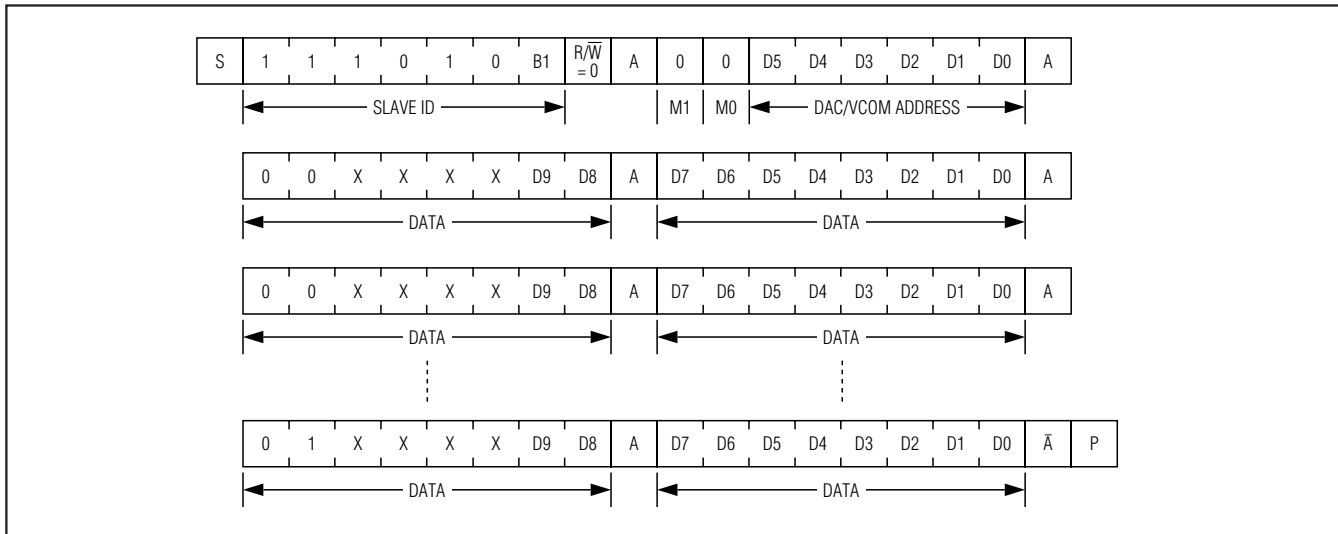 S 1 1 1 0 1 0 B1 R/W̅ = 0 A 0 0 D5 D4 D3 D2 D1 D0 A
SLAVE ID M1 M0 DAC/VCOM ADDRESS
0 0 X X X X D9 D8 A D7 D6 D5 D4 D3 D2 D1 D0 A
DATA DATA
0 0 X X X X D9 D8 A D7 D6 D5 D4 D3 D2 D1 D0 A
DATA DATA
0 1 X X X X D9 D8 A D7 D6 D5 D4 D3 D2 D1 D0 A̅ P
DATA DATA